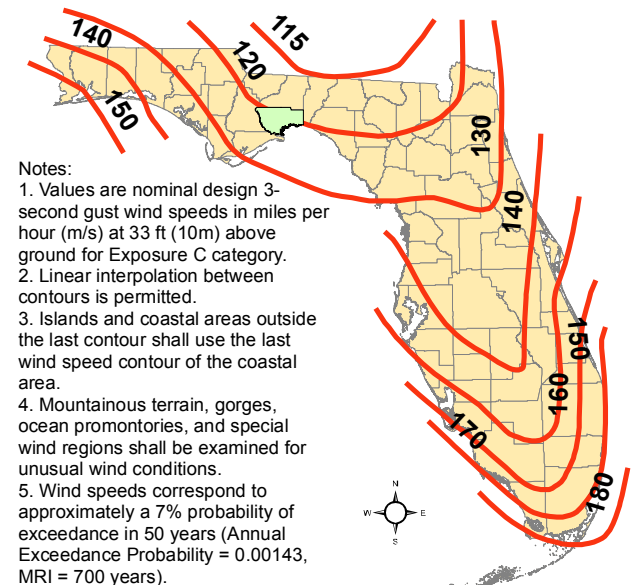 115
140
120
150
130
140
150
160
170
180
Notes:
1. Values are nominal design 3-
second gust wind speeds in miles per
hour (m/s) at 33 ft (10m) above
ground for Exposure C category.
2. Linear interpolation between
contours is permitted.
3. Islands and coastal areas outside
the last contour shall use the last
wind speed contour of the coastal
area.
4. Mountainous terrain, gorges,
ocean promontories, and special
wind regions shall be examined for
unusual wind conditions.
5. Wind speeds correspond to
approximately a 7% probability of
exceedance in 50 years (Annual
Exceedance Probability = 0.00143,
MRI = 700 years).
N
W E
S